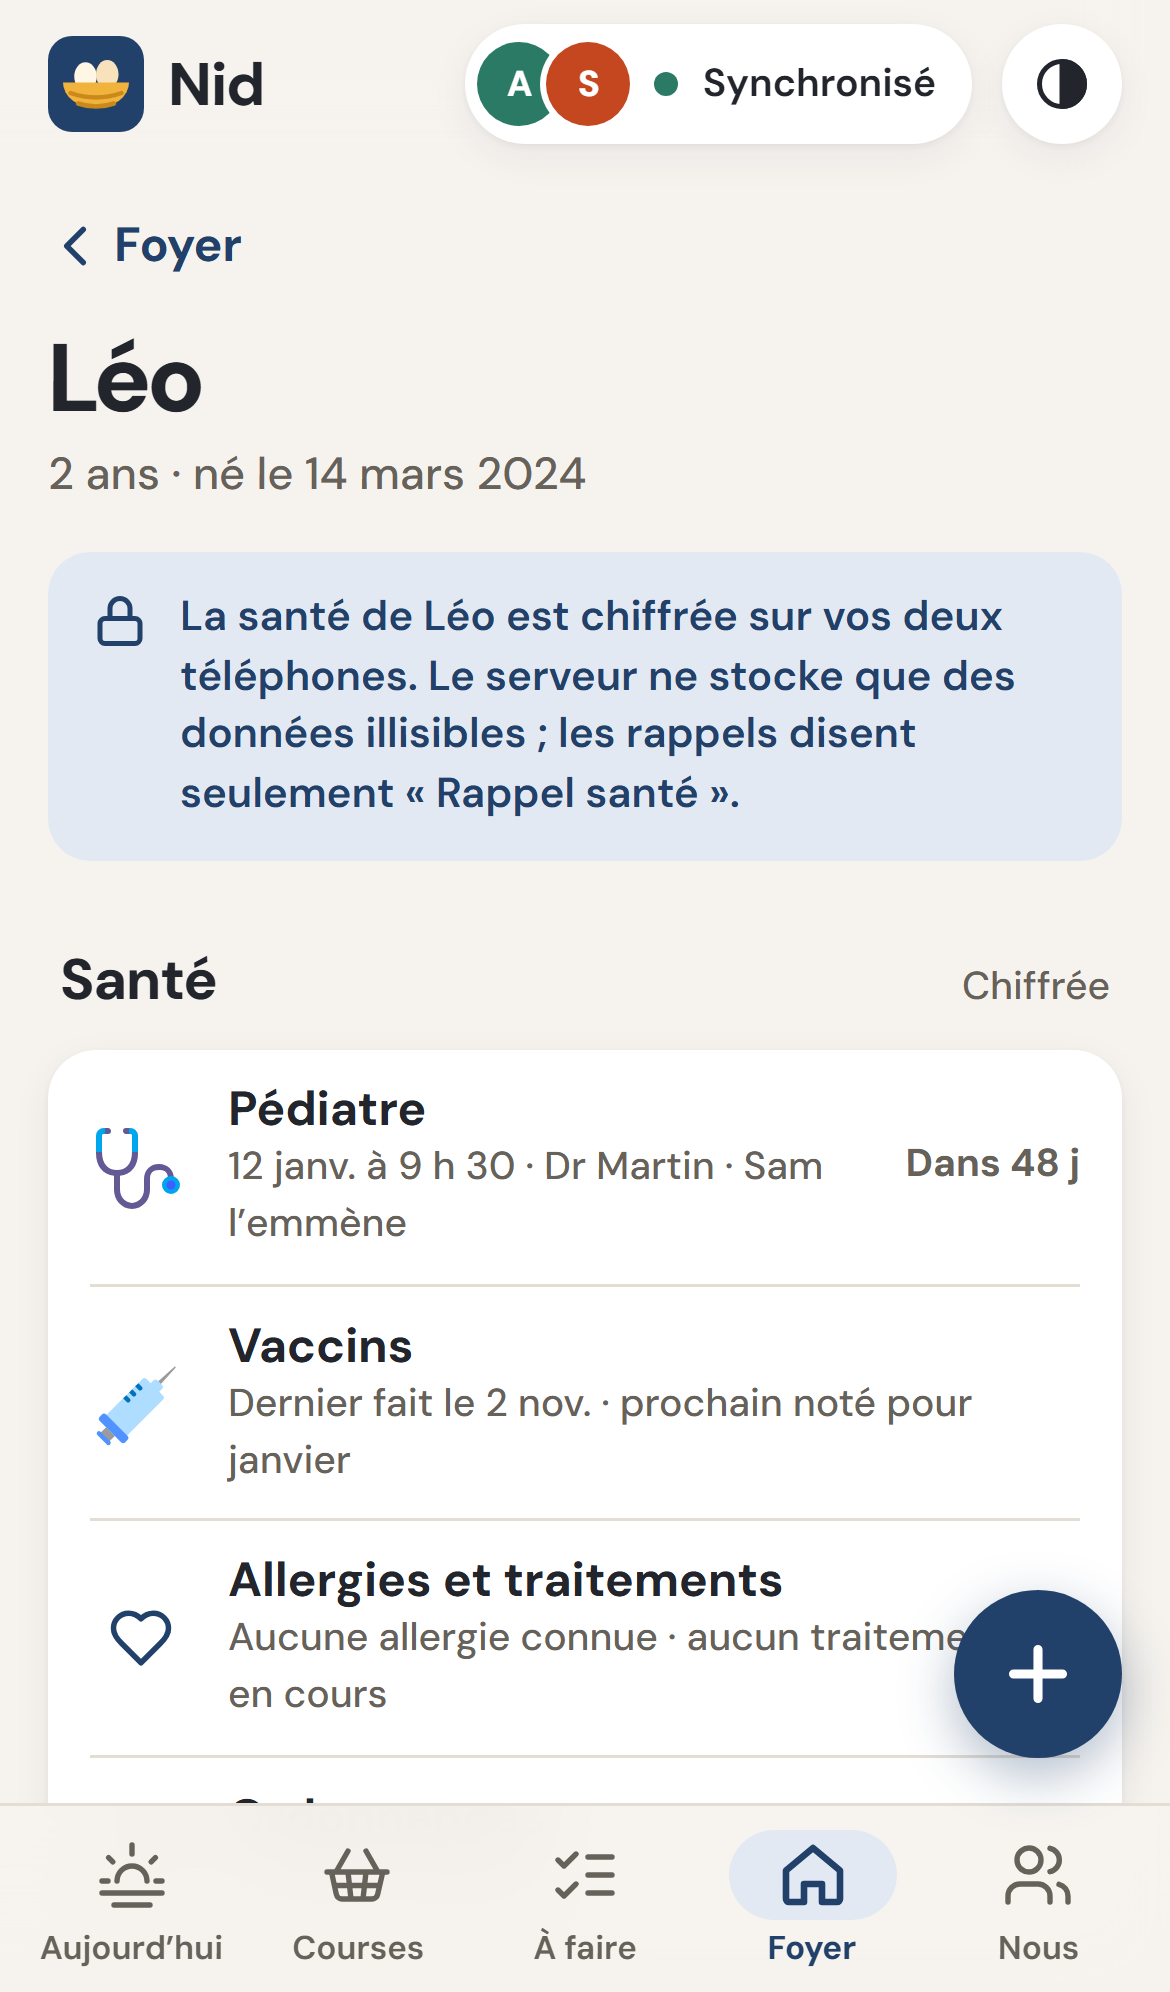 Nid
A S Synchronisé
Foyer
Léo
2 ans · né le 14 mars 2024
La santé de Léo est chiffrée sur vos deux
téléphones. Le serveur ne stocke que des
données illisibles ; les rappels disent
seulement « Rappel santé ».
Santé
Chiffrée
Pédiatre
12 janv. à 9 h 30 · Dr Martin · Sam
l’emmène
Dans 48 j
Vaccins
Dernier fait le 2 nov. · prochain noté pour
janvier
Allergies et traitements
Aucune allergie connue · aucun
en cours
Aujourd’hui
Courses
À faire
Foyer
Nous